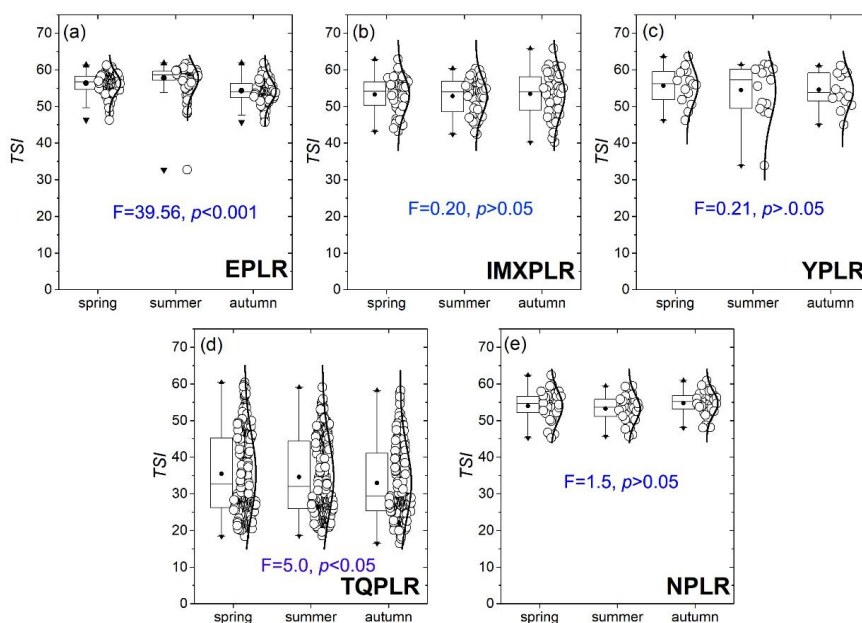 (a)
70
60
50
40
30
20
10
0
TSI
F=39.56, p<0.001
EPLR
spring summer autumn
(b)
70
60
50
40
30
20
10
0
TSI
F=0.20, p>0.05
IMXPLR
spring summer autumn
(c)
70
60
50
40
30
20
10
0
TSI
F=0.21, p>.0.05
YPLR
spring summer autumn
(d)
70
60
50
40
30
20
10
0
TSI
F=5.0, p<0.05
TQPLR
spring summer autumn
(e)
70
60
50
40
30
20
10
0
TSI
F=1.5, p>0.05
NPLR
spring summer autumn